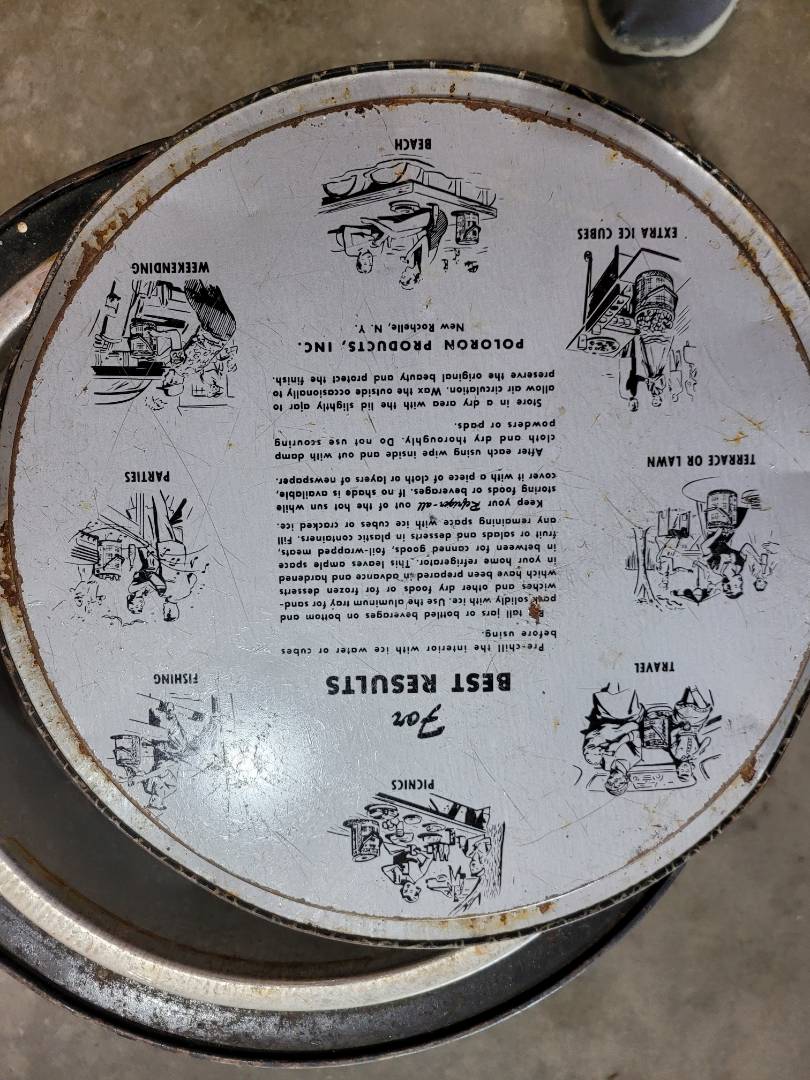 PICNICS
For
BEST RESULTS
TRAVEL
FISHING
Pre-chill the interior with ice water or cubes
before using.
tall jars or bottled beverages on bottom and
pack solidly with ice. Use the aluminum tray for sand-
wiches and other dry foods or for frozen desserts
which have been prepared in advance and hardened
in your home refrigerator. This leaves ample space
in between for canned goods, foil-wrapped meats,
fruit or salads and desserts in plastic containers. Fill
any remaining space with ice cubes or cracked ice.
Keep your Refriger-all out of the hot sun while
storing foods or beverages. If no shade is available,
cover it with a piece of cloth or layers of newspaper.
After each using wipe inside and out with damp
cloth and dry thoroughly. Do not use scouring
powders or pads.
Store in a dry area with the lid slightly ajar to
allow air circulation. Wax the outside occasionally to
preserve the original beauty and protect the finish.
TERRACE OR LAWN
PARTIES
POLORON PRODUCTS, INC.
New Rochelle, N. Y.
EXTRA ICE CUBES
WEEKENDING
BEACH